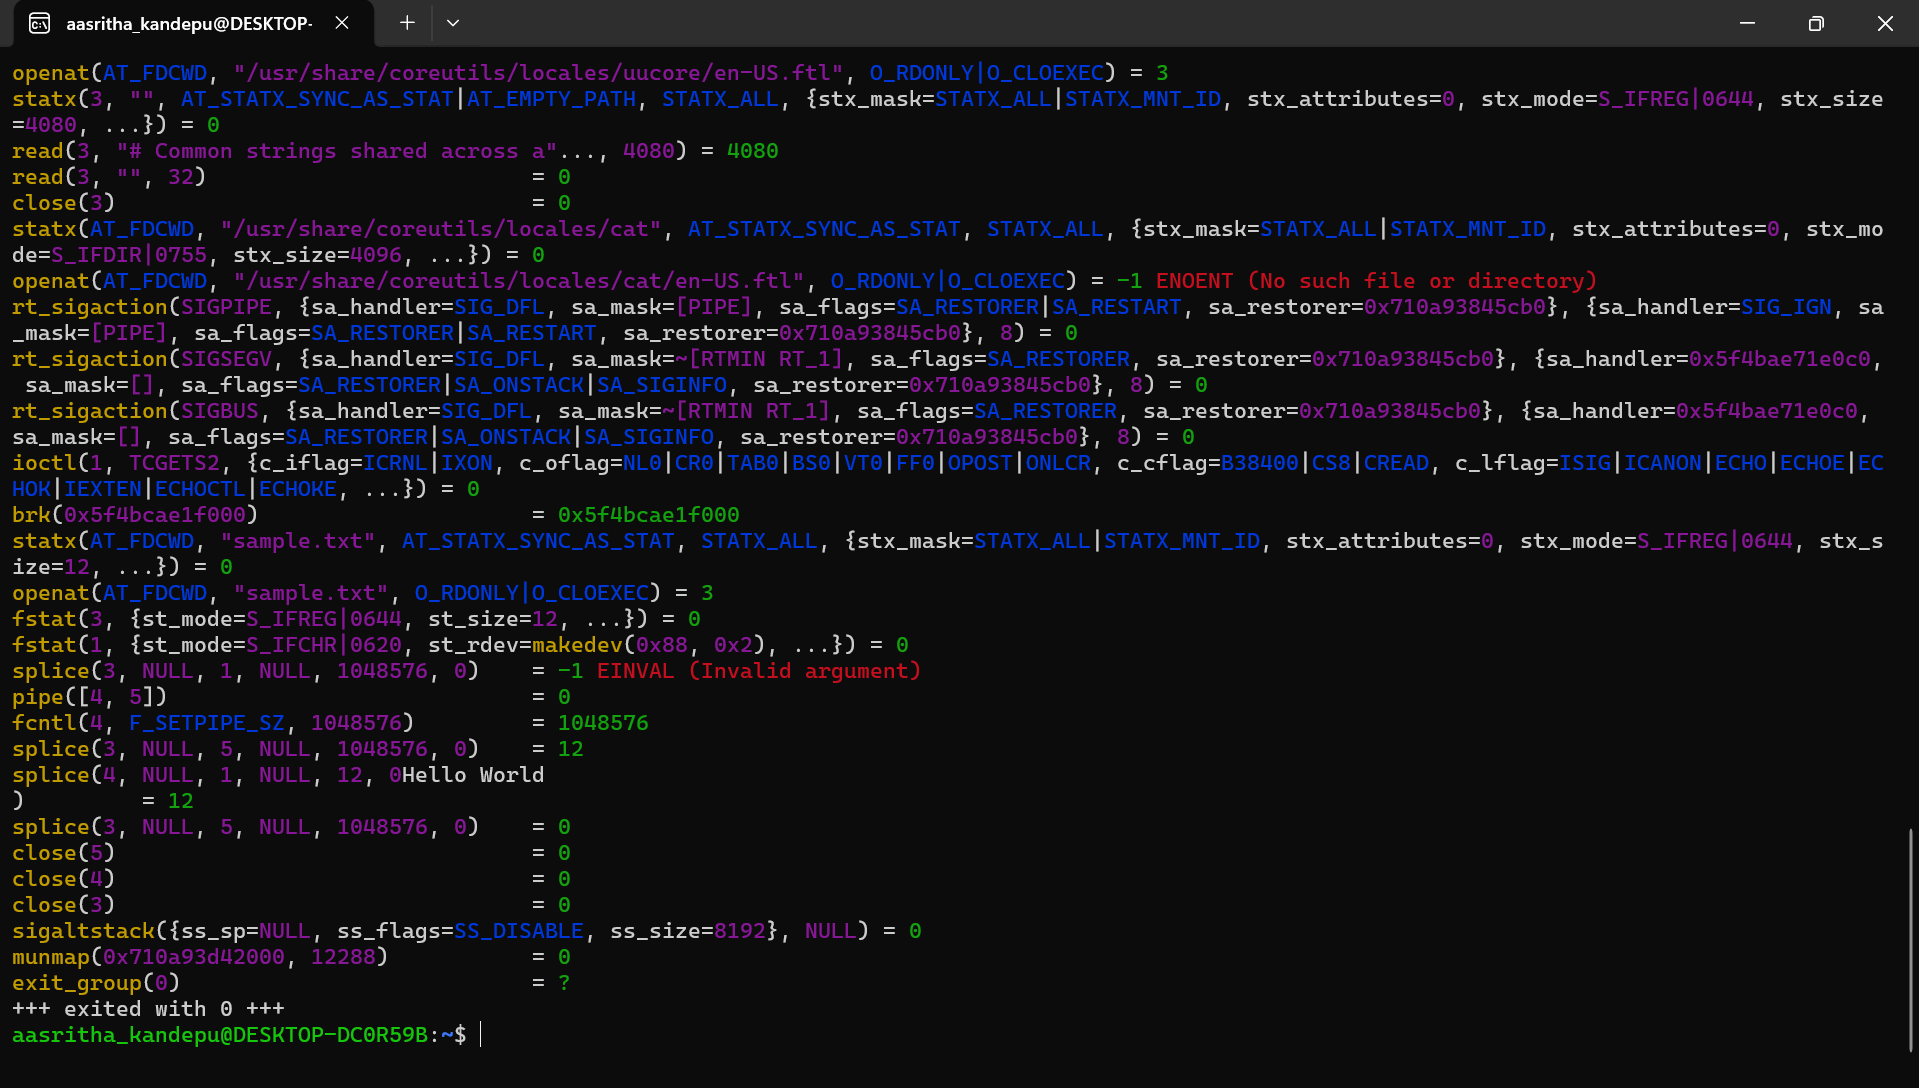 aasritha_kandepu@DESKTOP-
openat(AT_FDCWD, "/usr/share/coreutils/locales/uucore/en-US.ftl", O_RDONLY|O_CLOEXEC) = 3
statx(3, "", AT_STATX_SYNC_AS_STAT|AT_EMPTY_PATH, STATX_ALL, {stx_mask=STATX_ALL|STATX_MNT_ID, stx_attributes=0, stx_mode=S_IFREG|0644, stx_size
=4080, ...}) = 0
read(3, "# Common strings shared across a"..., 4080) = 4080
read(3, "", 32)                         = 0
close(3)                                = 0
statx(AT_FDCWD, "/usr/share/coreutils/locales/cat", AT_STATX_SYNC_AS_STAT, STATX_ALL, {stx_mask=STATX_ALL|STATX_MNT_ID, stx_attributes=0, stx_mo
de=S_IFDIR|0755, stx_size=4096, ...}) = 0
openat(AT_FDCWD, "/usr/share/coreutils/locales/cat/en-US.ftl", O_RDONLY|O_CLOEXEC) = -1 ENOENT (No such file or directory)
rt_sigaction(SIGPIPE, {sa_handler=SIG_DFL, sa_mask=[PIPE], sa_flags=SA_RESTORER|SA_RESTART, sa_restorer=0x710a93845cb0}, {sa_handler=SIG_IGN, sa
_mask=[PIPE], sa_flags=SA_RESTORER|SA_RESTART, sa_restorer=0x710a93845cb0}, 8) = 0
rt_sigaction(SIGSEGV, {sa_handler=SIG_DFL, sa_mask=~[RTMIN RT_1], sa_flags=SA_RESTORER, sa_restorer=0x710a93845cb0}, {sa_handler=0x5f4bae71e0c0,
 sa_mask=[], sa_flags=SA_RESTORER|SA_ONSTACK|SA_SIGINFO, sa_restorer=0x710a93845cb0}, 8) = 0
rt_sigaction(SIGBUS, {sa_handler=SIG_DFL, sa_mask=~[RTMIN RT_1], sa_flags=SA_RESTORER, sa_restorer=0x710a93845cb0}, {sa_handler=0x5f4bae71e0c0,
sa_mask=[], sa_flags=SA_RESTORER|SA_ONSTACK|SA_SIGINFO, sa_restorer=0x710a93845cb0}, 8) = 0
ioctl(1, TCGETS2, {c_iflag=ICRNL|IXON, c_oflag=NL0|CR0|TAB0|BS0|VT0|FF0|OPOST|ONLCR, c_cflag=B38400|CS8|CREAD, c_lflag=ISIG|ICANON|ECHO|ECHOE|EC
HOK|IEXTEN|ECHOCTL|ECHOKE, ...}) = 0
brk(0x5f4bcae1f000)                     = 0x5f4bcae1f000
statx(AT_FDCWD, "sample.txt", AT_STATX_SYNC_AS_STAT, STATX_ALL, {stx_mask=STATX_ALL|STATX_MNT_ID, stx_attributes=0, stx_mode=S_IFREG|0644, stx_s
ize=12, ...}) = 0
openat(AT_FDCWD, "sample.txt", O_RDONLY|O_CLOEXEC) = 3
fstat(3, {st_mode=S_IFREG|0644, st_size=12, ...}) = 0
fstat(1, {st_mode=S_IFCHR|0620, st_rdev=makedev(0x88, 0x2), ...}) = 0
splice(3, NULL, 1, NULL, 1048576, 0)    = -1 EINVAL (Invalid argument)
pipe([4, 5])                            = 0
fcntl(4, F_SETPIPE_SZ, 1048576)         = 1048576
splice(3, NULL, 5, NULL, 1048576, 0)    = 12
splice(4, NULL, 1, NULL, 12, 0Hello World
)         = 12
splice(3, NULL, 5, NULL, 1048576, 0)    = 0
close(5)                                = 0
close(4)                                = 0
close(3)                                = 0
sigaltstack({ss_sp=NULL, ss_flags=SS_DISABLE, ss_size=8192}, NULL) = 0
munmap(0x710a93d42000, 12288)           = 0
exit_group(0)                           = ?
+++ exited with 0 +++
aasritha_kandepu@DESKTOP-DC0R59B:~$